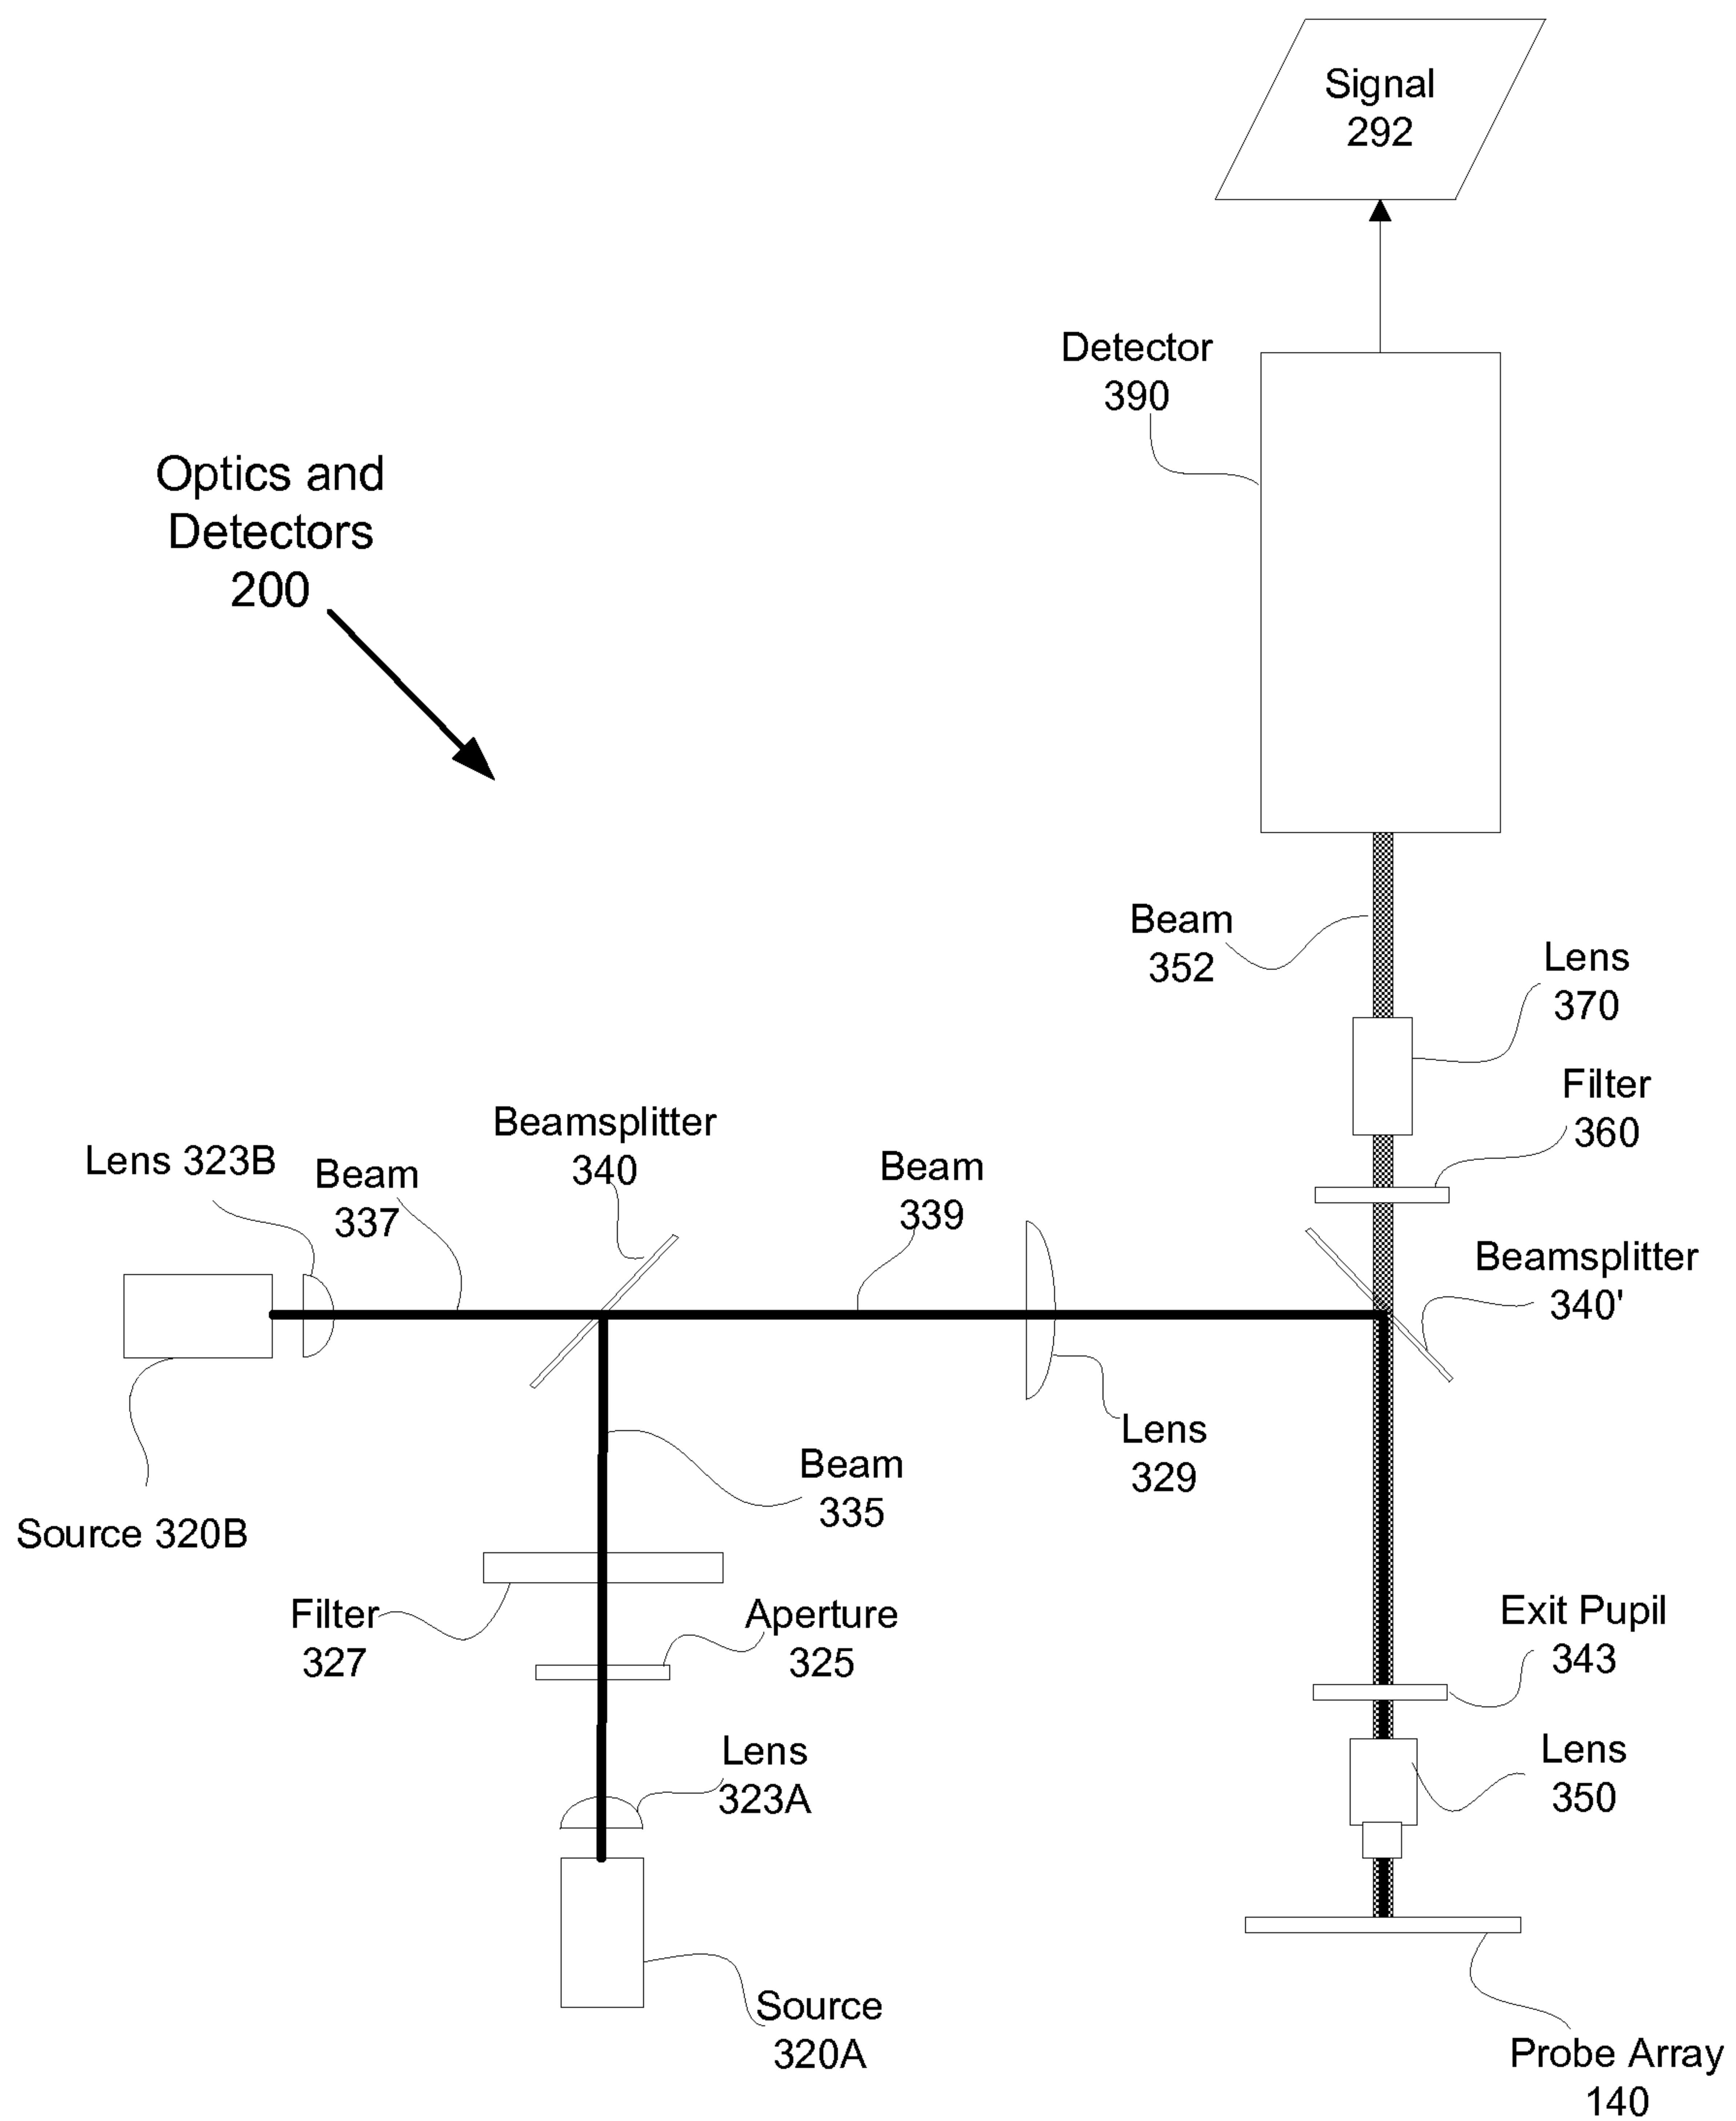 Signal
292
Detector
390
Optics and
Detectors
200
Beam
352
Lens
370
Filter
360
Beamsplitter
340
Lens 323B
Beam
337
Beam
339
Beamsplitter
340'
Lens
329
Beam
335
Source 320B
Filter
327
Aperture
325
Exit Pupil
343
Lens
323A
Lens
350
Source
320A
Probe Array
140